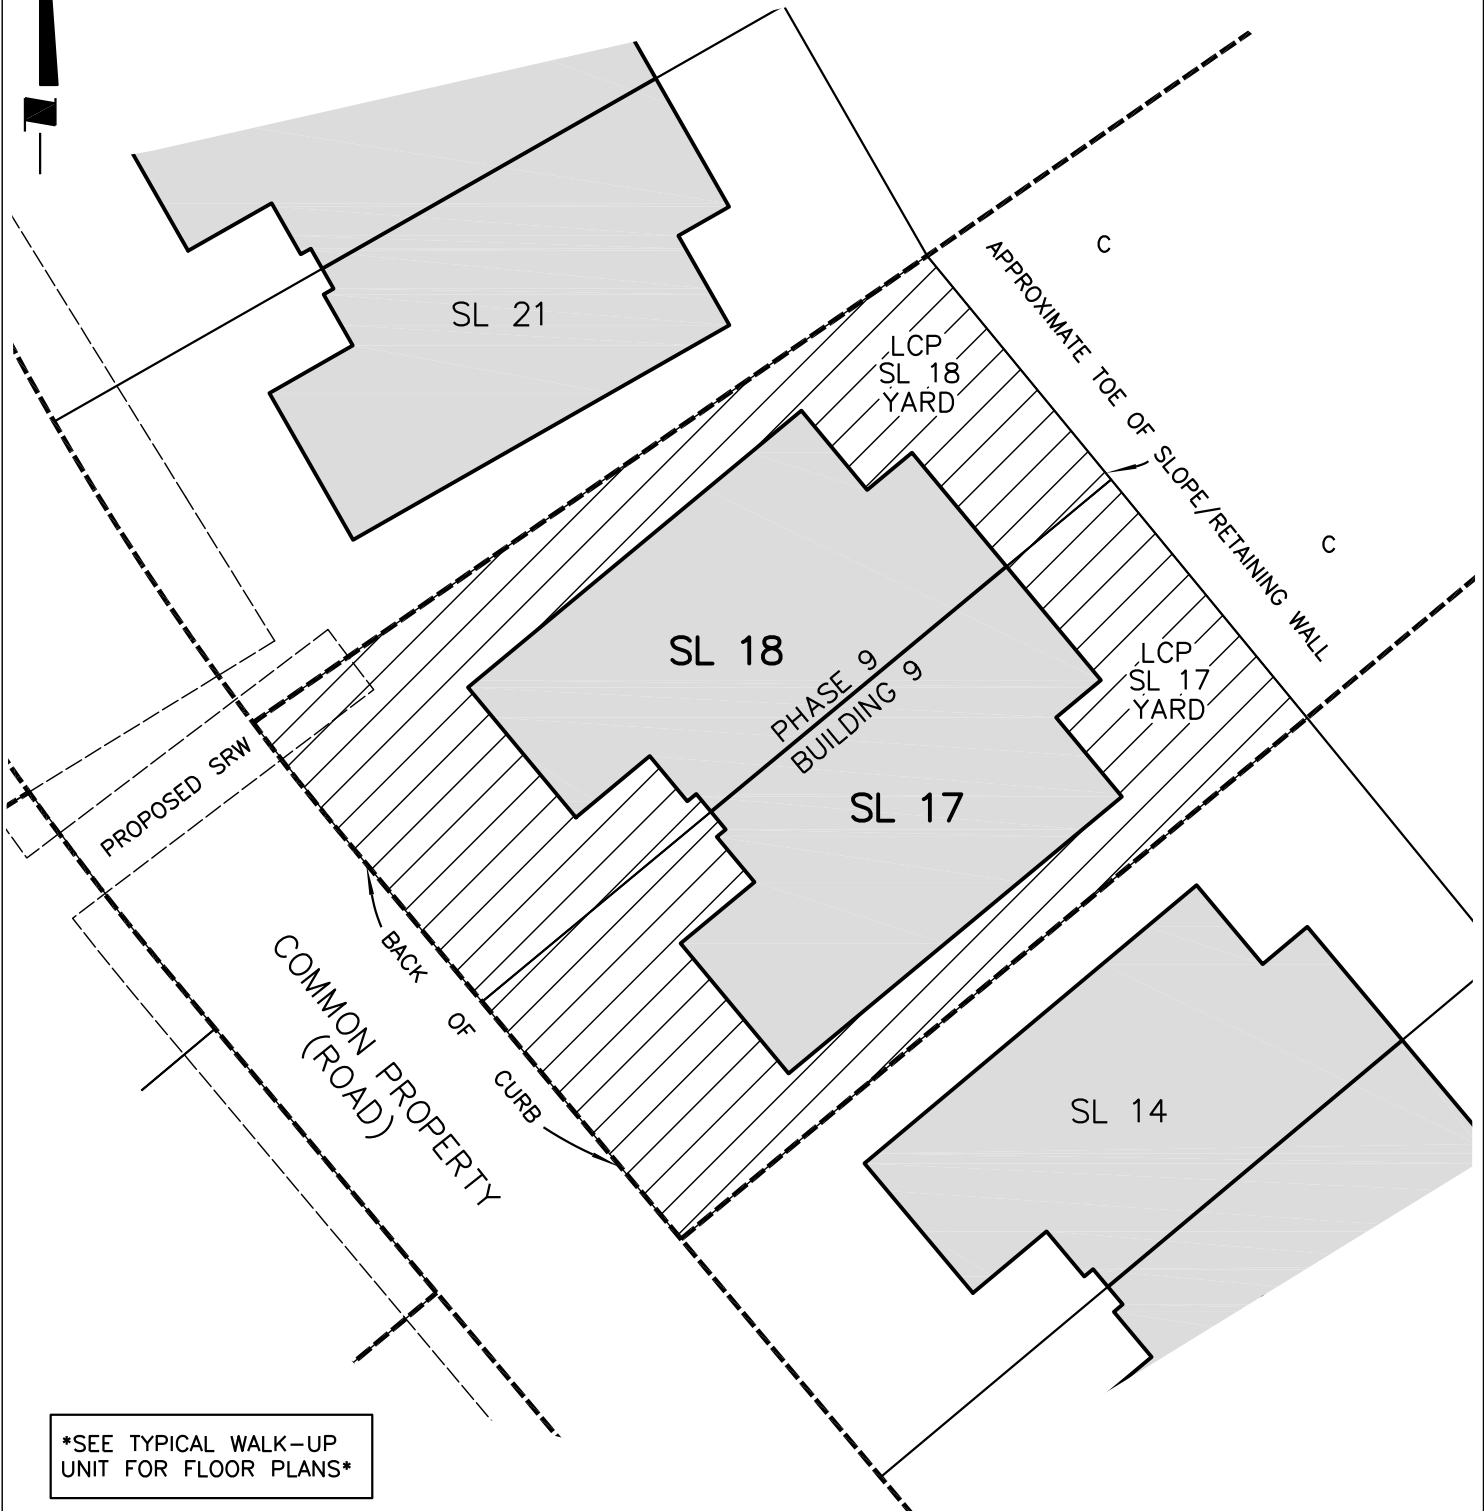 N
SL 21
C
APPROXIMATE TOE OF SLOPE/RETAINING WALL
LCP
SL 18
YARD
C
SL 18
PHASE 9
BUILDING 9
LCP
SL 17
YARD
PROPOSED SRW
SL 17
BACK OF CURB
COMMON PROPERTY
(ROAD)
SL 14
*SEE TYPICAL WALK-UP
UNIT FOR FLOOR PLANS*